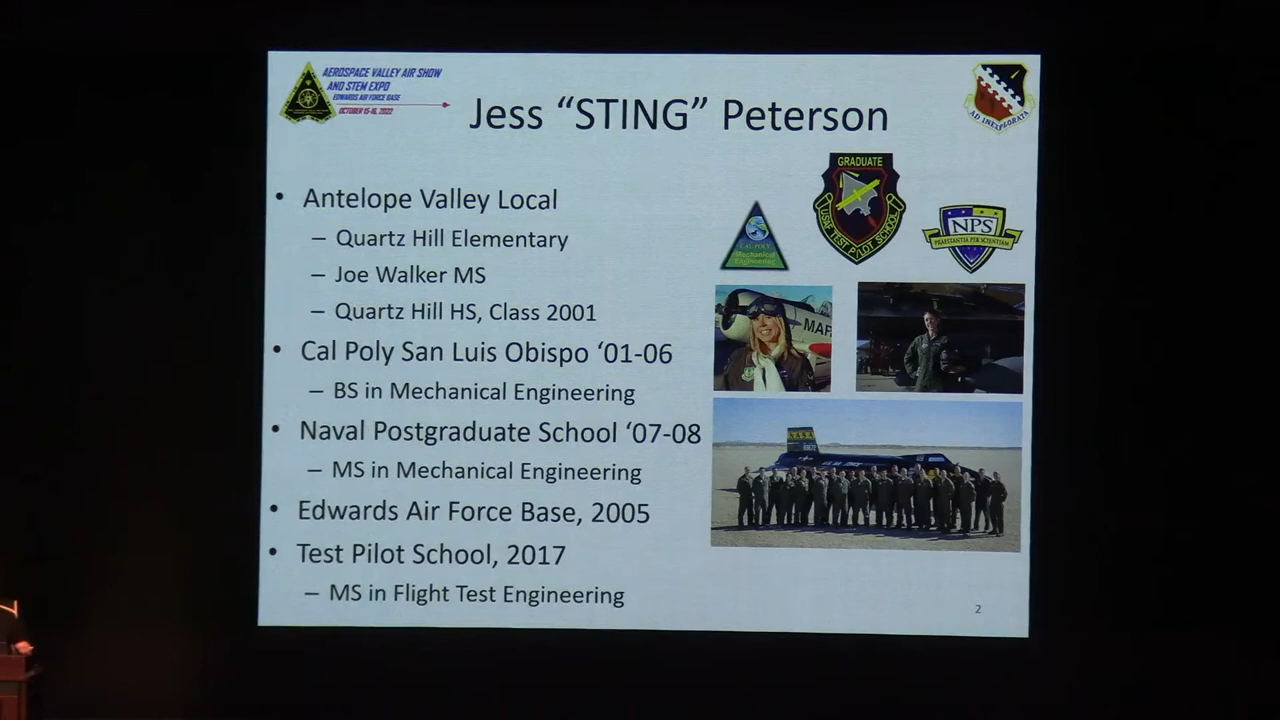 AEROSPACE VALLEY AIR SHOW
AND STEM EXPO
EDWARDS AIR FORCE BASE
OCTOBER 15-16, 2022
Jess “STING” Peterson
AD INEXPLORATA
• Antelope Valley Local
– Quartz Hill Elementary
– Joe Walker MS
– Quartz Hill HS, Class 2001
• Cal Poly San Luis Obispo ‘01-06
– BS in Mechanical Engineering
• Naval Postgraduate School ‘07-08
– MS in Mechanical Engineering
• Edwards Air Force Base, 2005
• Test Pilot School, 2017
– MS in Flight Test Engineering
GRADUATE
USAF TEST PILOT SCHOOL
CAL POLY
Mechanical
Engineering
NPS
PRAESTANTIA PER SCIENTIAM
MAF
NASA
U.S. AIR FORCE
2